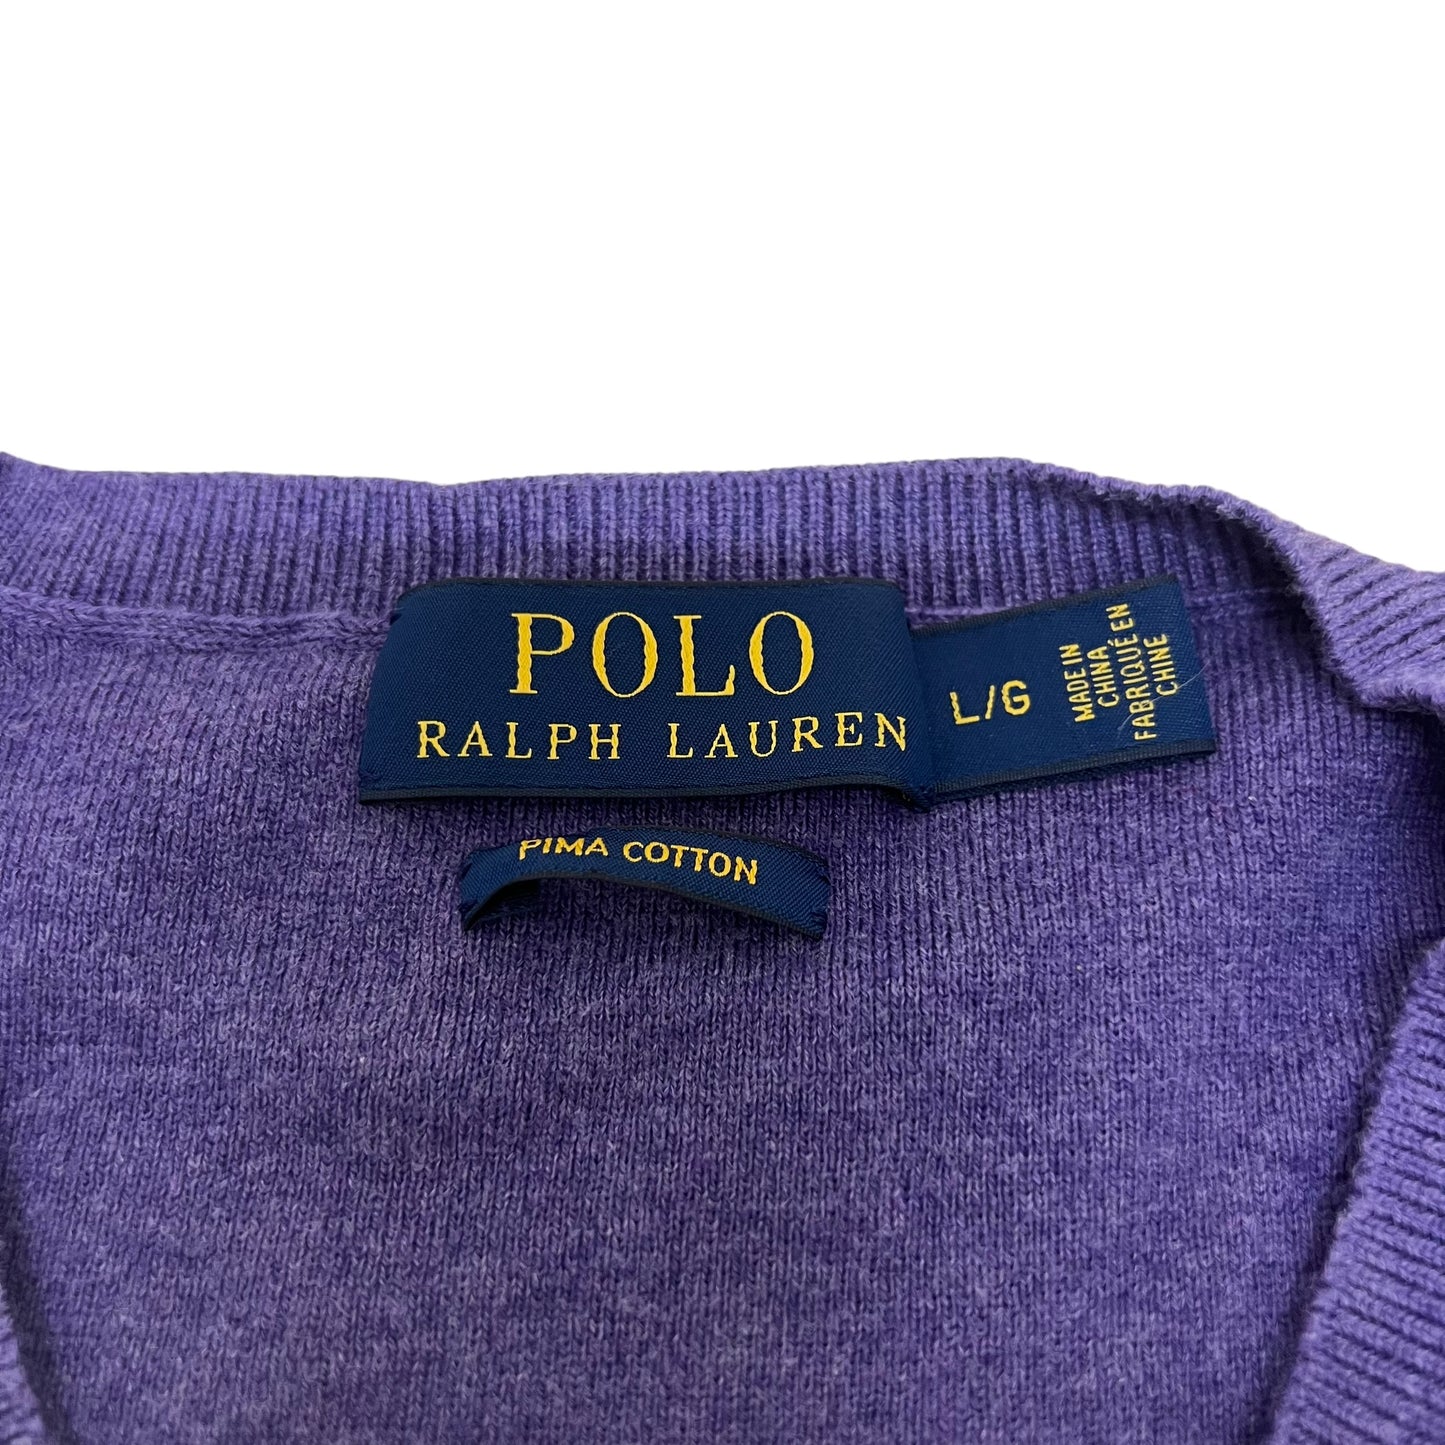 POLO
RALPH LAUREN
L/G
MADE IN
CHINA
FABRIQUÉ EN
CHINE
PIMA COTTON